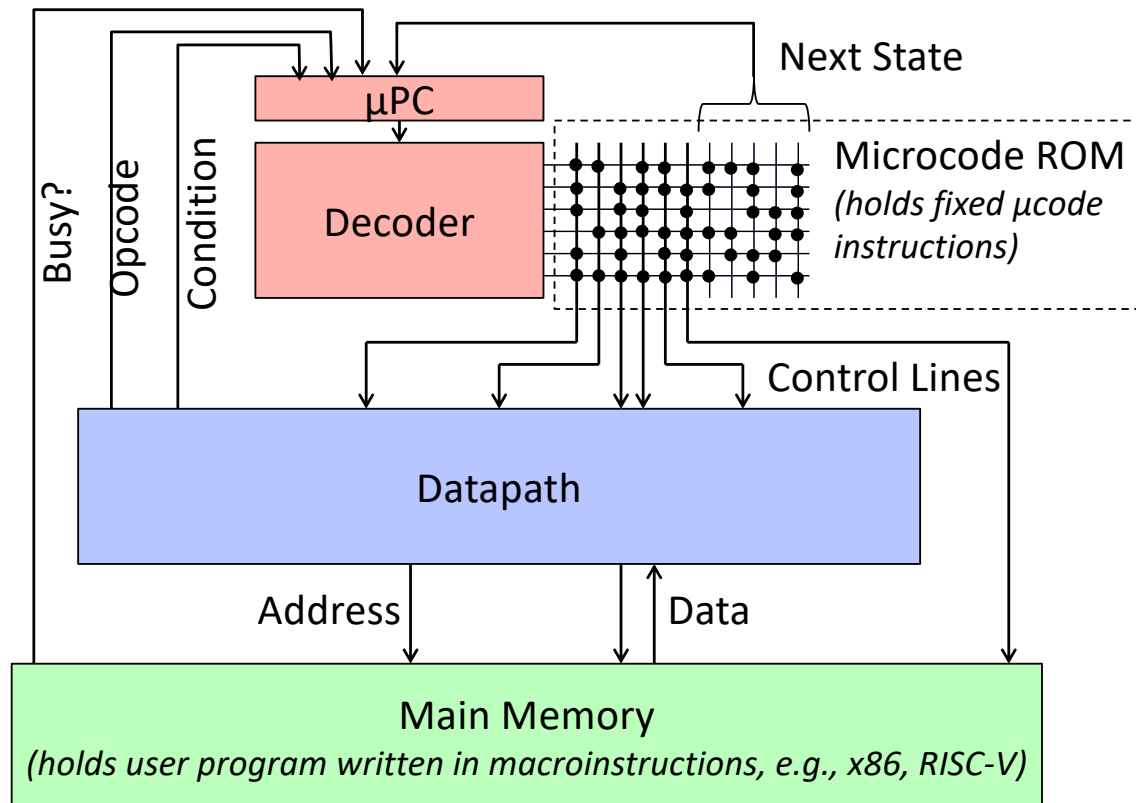 Next State
µPC
Microcode ROM
(holds fixed µcode
instructions)
Decoder
Busy?
Opcode
Condition
Control Lines
Datapath
Address
Data
Main Memory
(holds user program written in macroinstructions, e.g., x86, RISC-V)